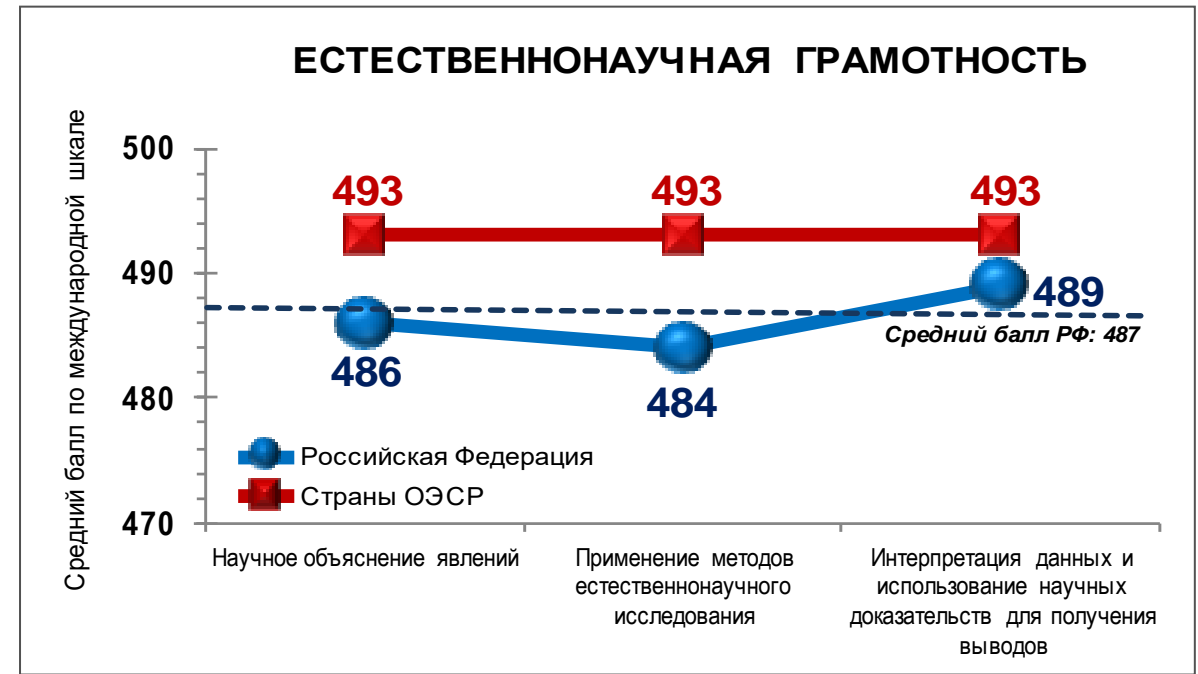 ЕСТЕСТВЕННОНАУЧНАЯ ГРАМОТНОСТЬ
Средний балл по международной шкале
500
490
480
470
493
493
493
486
484
489
Средний балл РФ: 487
Российская Федерация
Страны ОЭСР
Научное объяснение явлений
Применение методов
естественнонаучного
исследования
Интерпретация данных и
использование научных
доказательств для получения
выводов